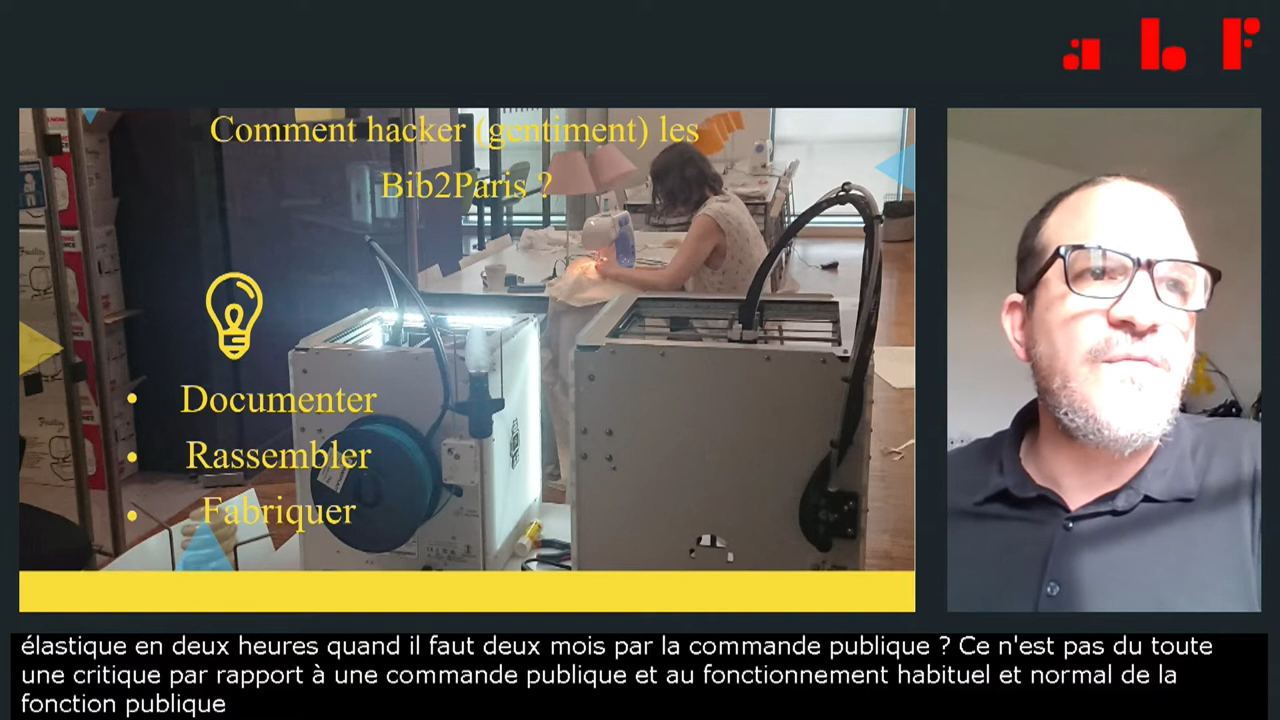 abF
Comment hacker (gentiment) les
Bib2Paris ?
• Documenter
• Rassembler
• Fabriquer
élastique en deux heures quand il faut deux mois par la commande publique ? Ce n'est pas du toute
une critique par rapport à une commande publique et au fonctionnement habituel et normal de la
fonction publique